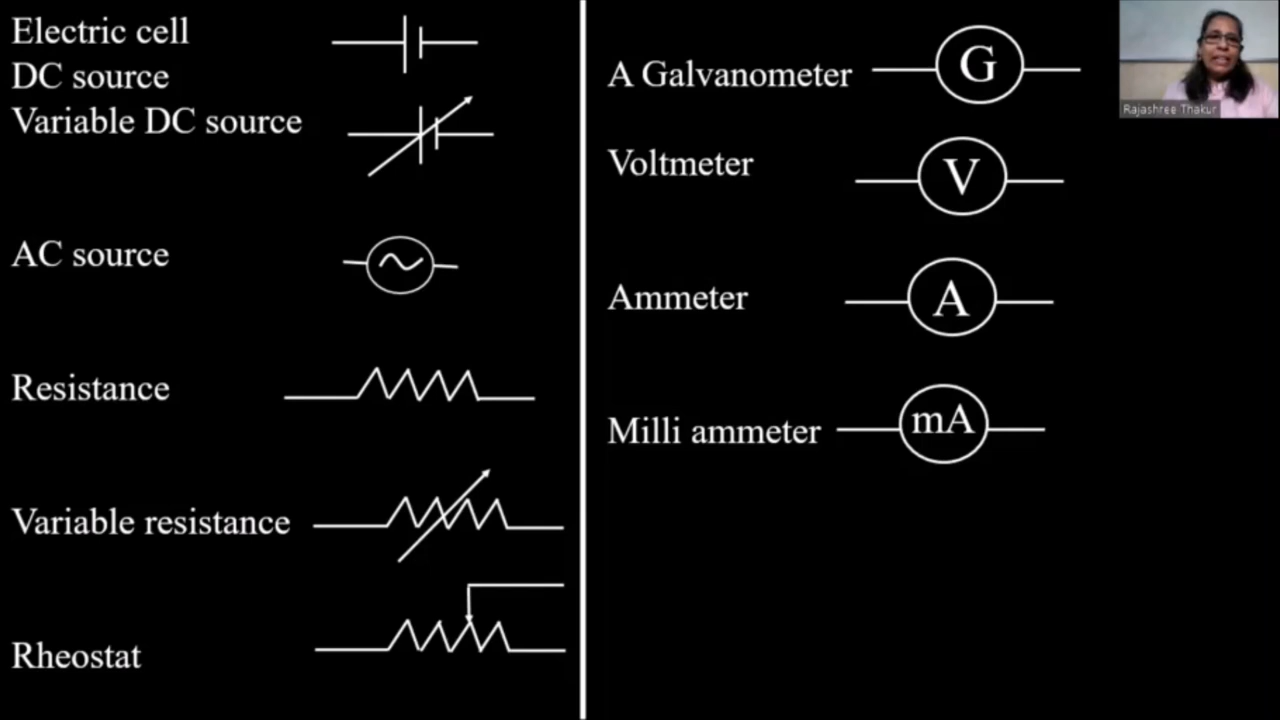 Electric cell
DC source
Variable DC source
AC source
Resistance
Variable resistance
Rheostat
A Galvanometer
G
Voltmeter
V
Ammeter
A
Milli ammeter
mA
Rajashree Thakur